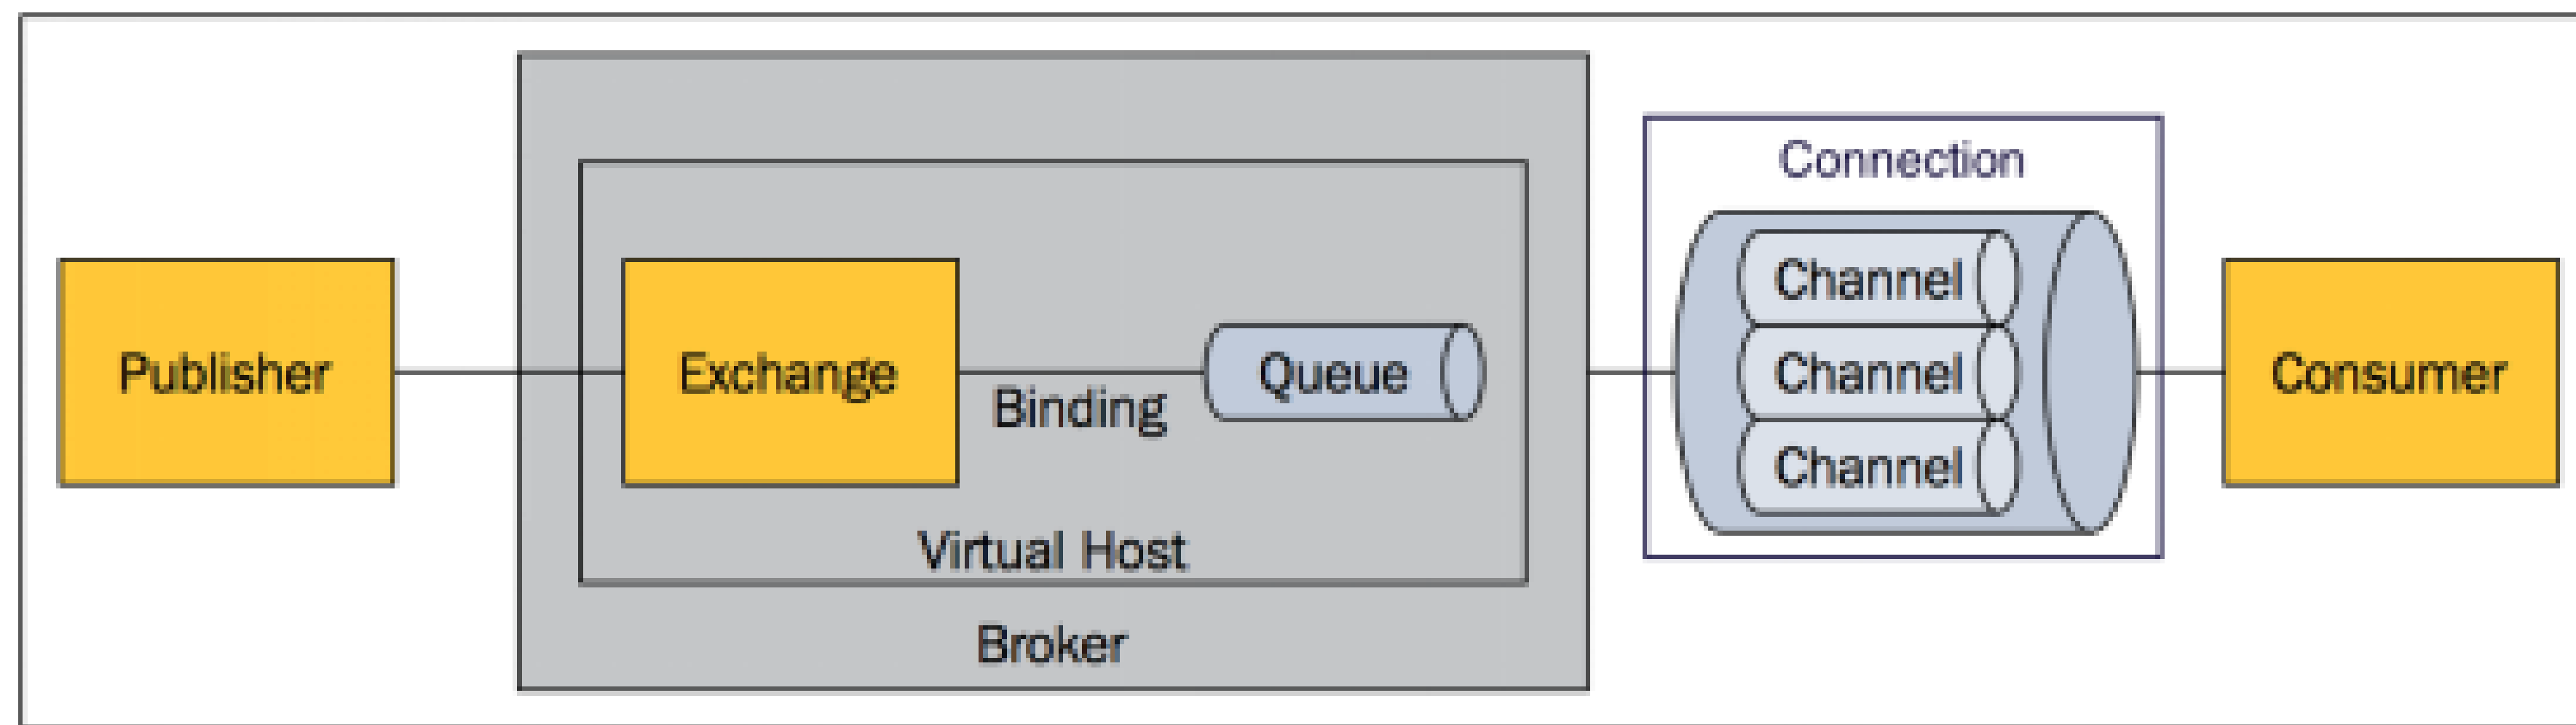 Publisher
Exchange
Binding
Queue
Virtual Host
Broker
Connection
Channel
Channel
Channel
Consumer